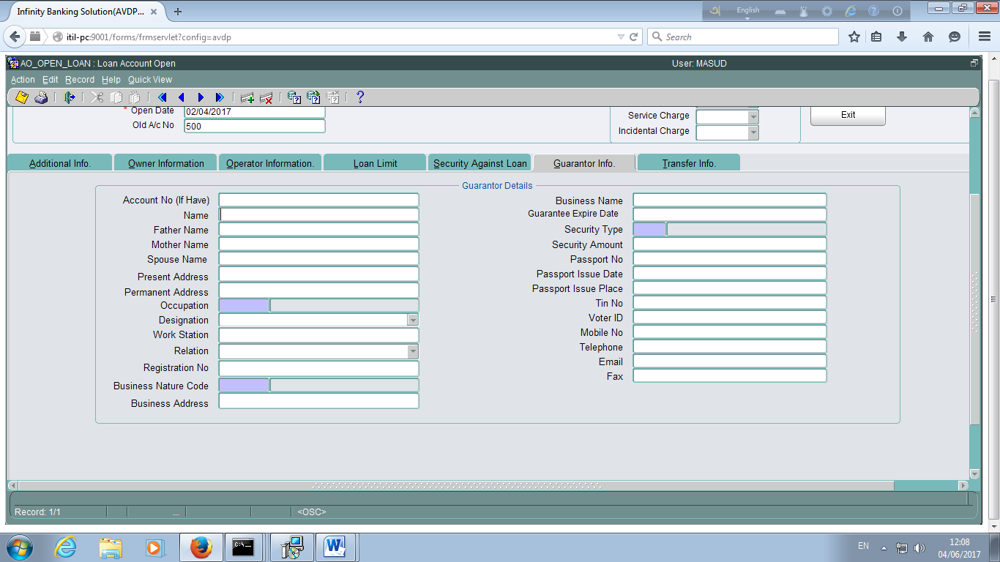 Infinity Banking Solution(AVDP...
English
itil-pc:9001/forms/frmservlet?config=avdp
Search
AO_OPEN_LOAN : Loan Account Open
User: MASUD
Action Edit Record Help Quick View
* Open Date 02/04/2017
Old A/c No 500
Service Charge
Incidental Charge
Exit
Additional Info. Owner Information Operator Information. Loan Limit Security Against Loan Guarantor Info. Transfer Info.
Guarantor Details
Account No (If Have)
Name
Father Name
Mother Name
Spouse Name
Present Address
Permanent Address
Occupation
Designation
Work Station
Relation
Registration No
Business Nature Code
Business Address
Business Name
Guarantee Expire Date
Security Type
Security Amount
Passport No
Passport Issue Date
Passport Issue Place
Tin No
Voter ID
Mobile No
Telephone
Email
Fax
Record: 1/1 ... <OSC>
EN
12:08
04/06/2017